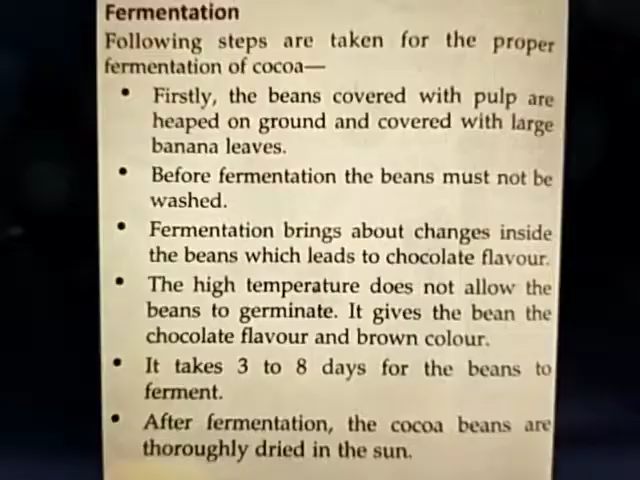 Fermentation
Following steps are taken for the proper
fermentation of cocoa—
• Firstly, the beans covered with pulp are
heaped on ground and covered with large
banana leaves.
• Before fermentation the beans must not be
washed.
• Fermentation brings about changes inside
the beans which leads to chocolate flavour.
• The high temperature does not allow the
beans to germinate. It gives the bean the
chocolate flavour and brown colour.
• It takes 3 to 8 days for the beans to
ferment.
• After fermentation, the cocoa beans are
thoroughly dried in the sun.